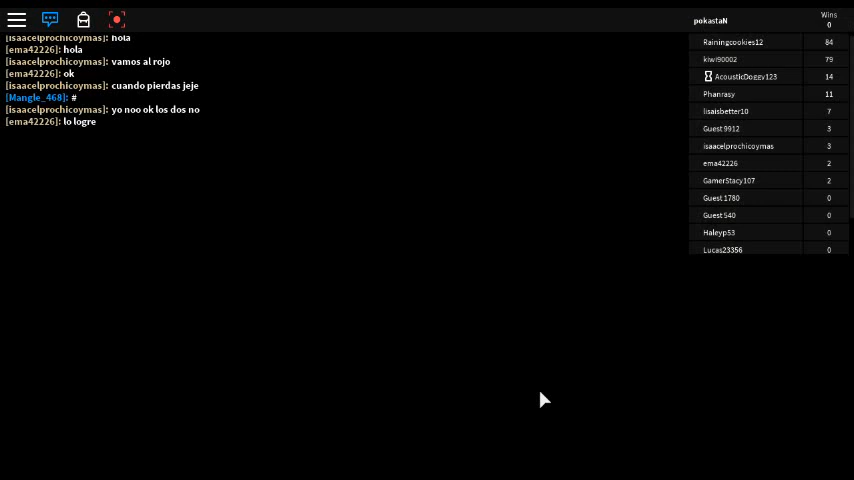 pokastaN
Wins
0
[isaacelprochicoymas]: hola
[ema42226]: hola
[isaacelprochicoymas]: vamos al rojo
[ema42226]: ok
[isaacelprochicoymas]: cuando pierdas jeje
[Mangle_468]: #
[isaacelprochicoymas]: yo noo ok los dos no
[ema42226]: lo logre
Rainingcookies12 84
kiwi90002 79
AcousticDoggy123 14
Phanrasy 11
lisaisbetter10 7
Guest 9912 3
isaacelprochicoymas 3
ema42226 2
GamerStacy107 2
Guest 1780 0
Guest 540 0
Haleyp53 0
Lucas23356 0